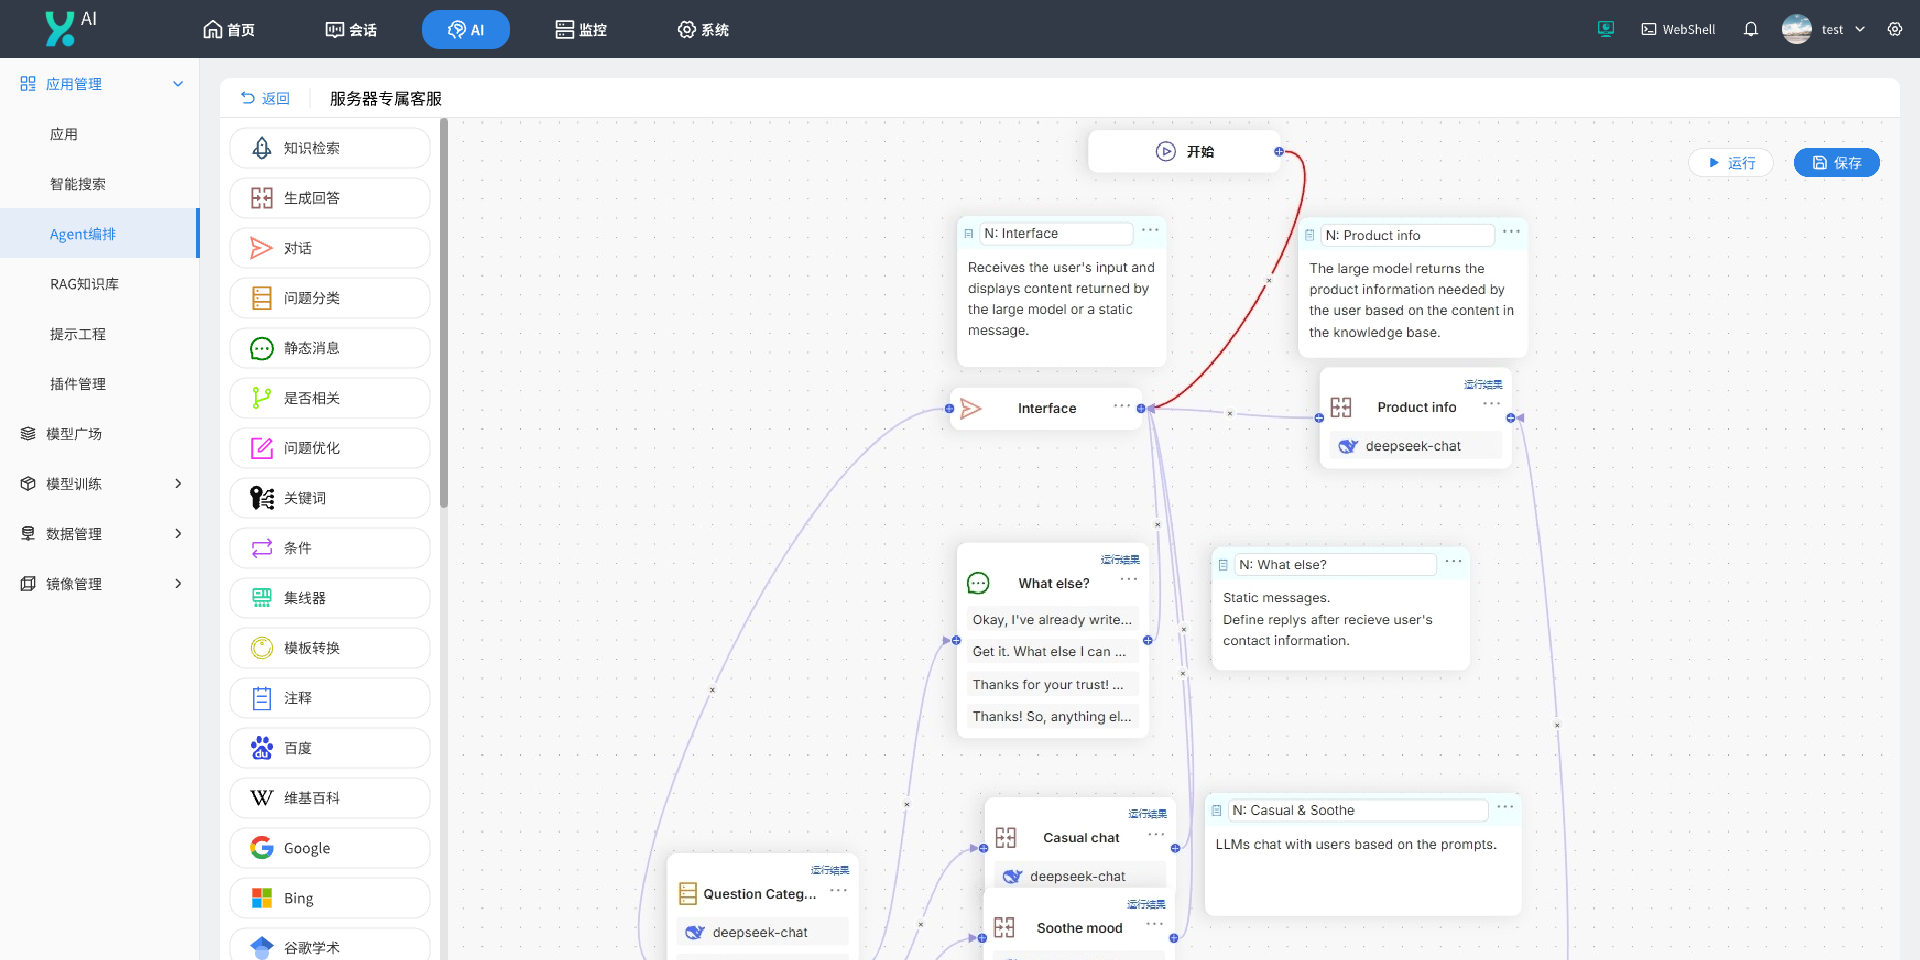 AI
首页
会话
AI
监控
系统
WebShell
test
应用管理
应用
智能搜索
Agent编排
RAG知识库
提示工程
插件管理
模型广场
模型训练
数据管理
镜像管理
返回
服务器专属客服
知识检索
生成回答
对话
问题分类
静态消息
是否相关
问题优化
关键词
条件
集线器
模板转换
注释
百度
维基百科
Google
Bing
谷歌学术
运行
保存
开始
N: Interface
Receives the user's input and
displays content returned by
the large model or a static
message.
N: Product info
The large model returns the
product information needed by
the user based on the content in
the knowledge base.
Interface
运行结果
Product info
deepseek-chat
运行结果
What else?
Okay, I've already write...
Get it. What else I can ...
Thanks for your trust! ...
Thanks! So, anything el...
N: What else?
Static messages.
Define replys after recieve user's
contact information.
运行结果
Casual chat
deepseek-chat
N: Casual & Soothe
LLMs chat with users based on the prompts.
运行结果
Question Categ...
deepseek-chat
运行结果
Soothe mood